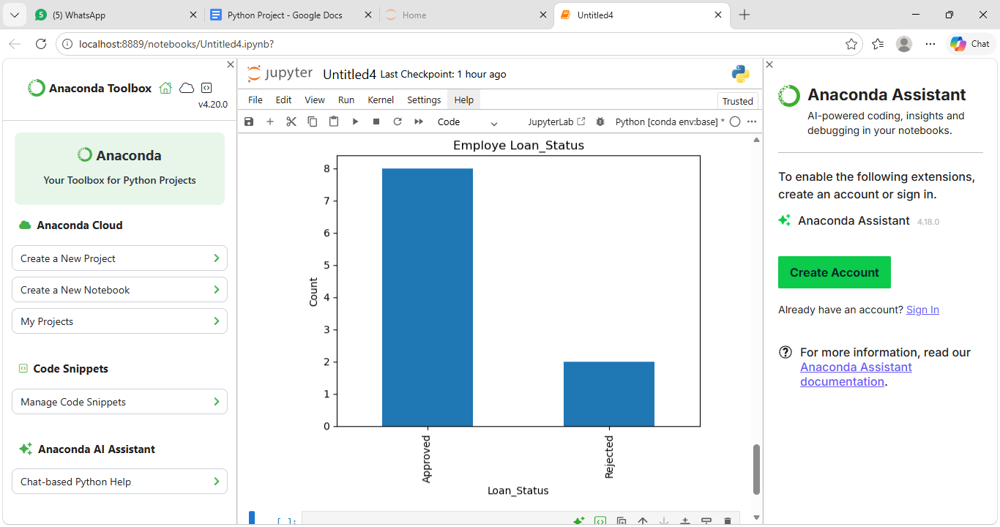 5 (5) WhatsApp
Python Project - Google Docs
Home
Untitled4
localhost:8889/notebooks/Untitled4.ipynb?
Chat
Anaconda Toolbox
v4.20.0
Anaconda
Your Toolbox for Python Projects
Anaconda Cloud
Create a New Project
Create a New Notebook
My Projects
Code Snippets
Manage Code Snippets
Anaconda AI Assistant
Chat-based Python Help
jupyter Untitled4 Last Checkpoint: 1 hour ago
File Edit View Run Kernel Settings Help
Trusted
Code JupyterLab Python [conda env:base] *
Employe Loan_Status
8
7
6
5
4
3
2
1
0
Count
Approved
Rejected
Loan_Status
[ ]:
Anaconda Assistant
AI-powered coding, insights and
debugging in your notebooks.
To enable the following extensions,
create an account or sign in.
Anaconda Assistant 4.18.0
Create Account
Already have an account? Sign In
For more information, read our
Anaconda Assistant
documentation.